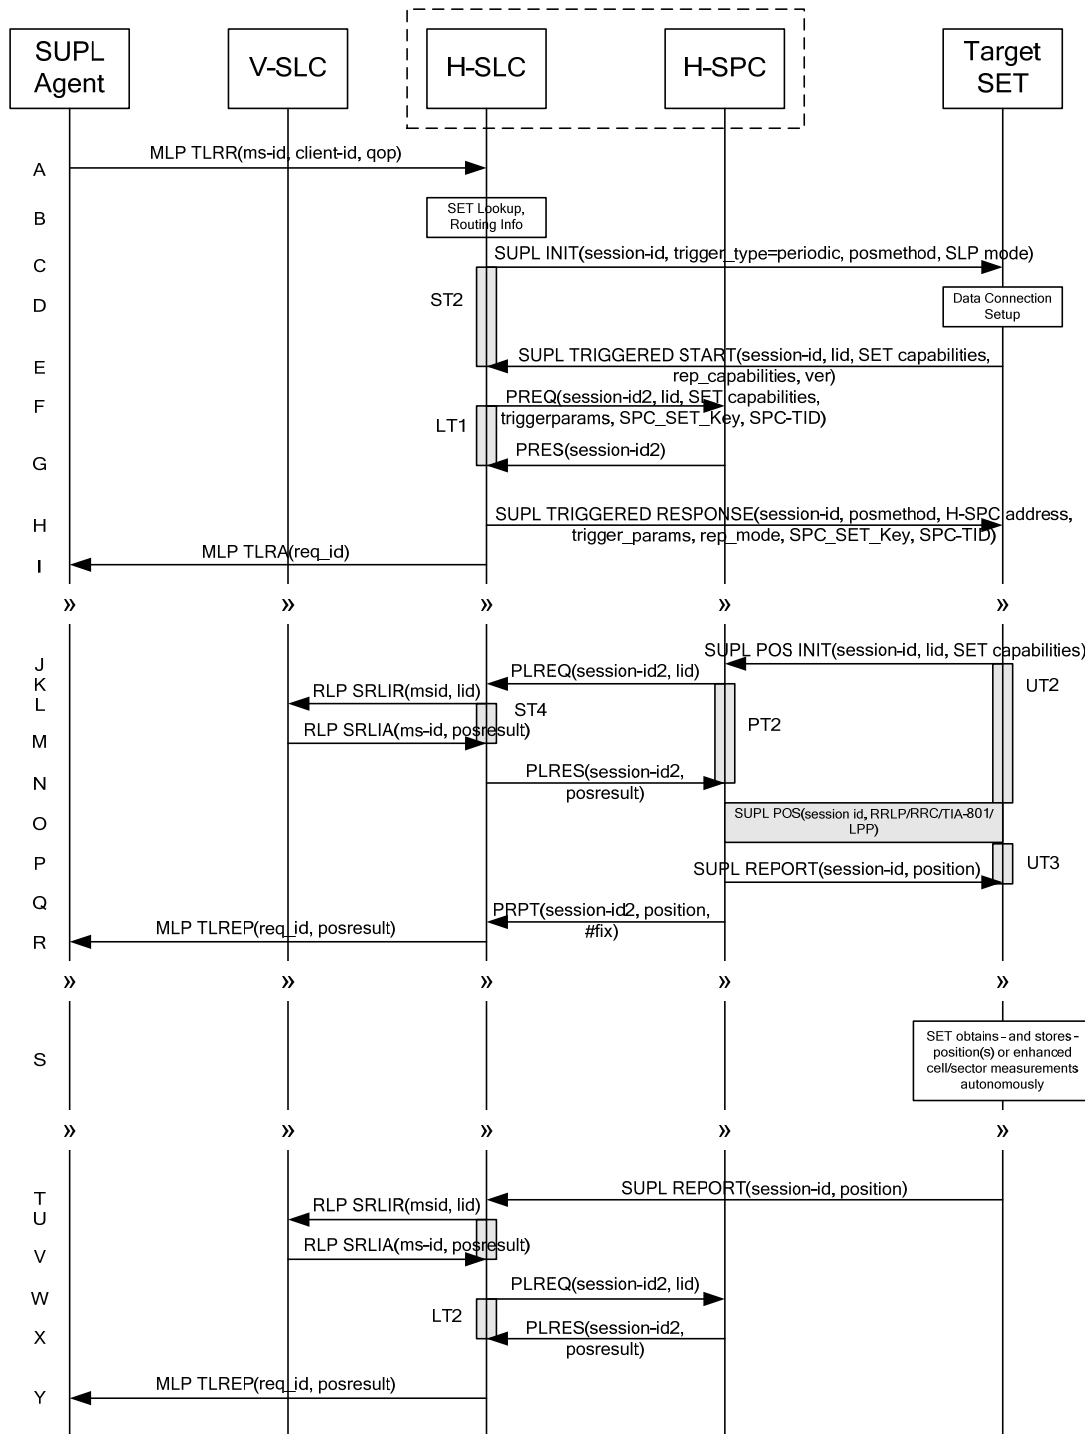 SUPL
Agent
V-SLC
H-SLC
H-SPC
Target
SET
A
MLP TLRR(ms-id, client-id, qop)
B
SET Lookup,
Routing Info
C
SUPL INIT(session-id, trigger_type=periodic, posmethod, SLP mode)
D
ST2
Data Connection
Setup
E
SUPL TRIGGERED START(session-id, lid, SET capabilities,
rep_capabilities, ver)
F
PREQ(session-id2, lid, SET capabilities,
triggerparams, SPC_SET_Key, SPC-TID)
LT1
G
PRES(session-id2)
H
SUPL TRIGGERED RESPONSE(session-id, posmethod, H-SPC address,
trigger_params, rep_mode, SPC_SET_Key, SPC-TID)
I
MLP TLRA(req_id)
» » » » »
J
SUPL POS INIT(session-id, lid, SET capabilities)
K
PLREQ(session-id2, lid)
UT2
L
RLP SRLIR(msid, lid)
ST4
PT2
M
RLP SRLIA(ms-id, posresult)
N
PLRES(session-id2,
posresult)
O
SUPL POS(session id, RRLP/RRC/TIA-801/
LPP)
P
SUPL REPORT(session-id, position)
UT3
Q
PRPT(session-id2, position,
#fix)
R
MLP TLREP(req_id, posresult)
» » » » »
S
SET obtains- and stores-
position(s) or enhanced
cell/sector measurements
autonomously
» » » » »
T
SUPL REPORT(session-id, position)
U
RLP SRLIR(msid, lid)
V
RLP SRLIA(ms-id, posresult)
W
PLREQ(session-id2, lid)
LT2
X
PLRES(session-id2,
posresult)
Y
MLP TLREP(req_id, posresult)